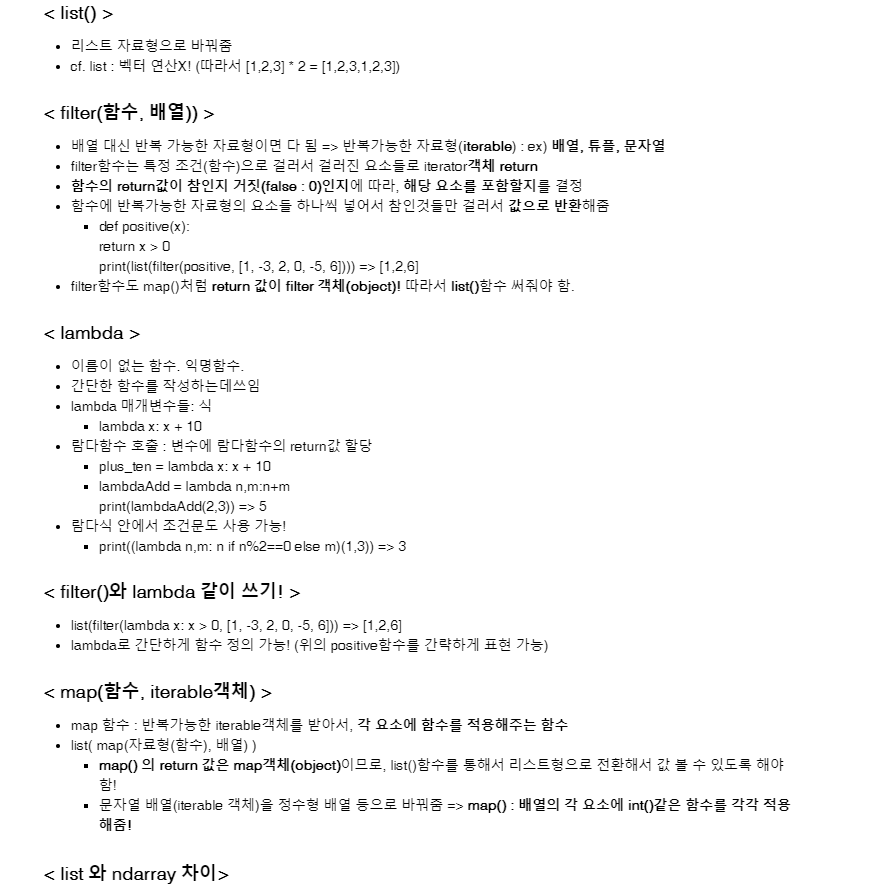 < list() >
리스트 자료형으로 바꿔줌
cf. list : 벡터 연산X! (따라서 [1,2,3] * 2 = [1,2,3,1,2,3])
< filter(함수, 배열)) >
배열 대신 반복 가능한 자료형이면 다 됨 => 반복가능한 자료형(iterable) : ex) 배열, 튜플, 문자열
filter함수는 특정 조건(함수)으로 걸러서 걸러진 요소들로 iterator객체 return
함수의 return값이 참인지 거짓(false : 0)인지에 따라, 해당 요소를 포함할지를 결정
함수에 반복가능한 자료형의 요소들 하나씩 넣어서 참인것들만 걸러서 값으로 반환해줌
def positive(x):
return x > 0
print(list(filter(positive, [1, -3, 2, 0, -5, 6]))) => [1,2,6]
filter함수도 map()처럼 return 값이 filter 객체(object)! 따라서 list()함수 써줘야 함.
< lambda >
이름이 없는 함수. 익명함수.
간단한 함수를 작성하는데쓰임
lambda 매개변수들: 식
lambda x: x + 10
람다함수 호출 : 변수에 람다함수의 return값 할당
plus_ten = lambda x: x + 10
lambdaAdd = lambda n,m:n+m
print(lambdaAdd(2,3)) => 5
람다식 안에서 조건문도 사용 가능!
print((lambda n,m: n if n%2==0 else m)(1,3)) => 3
< filter()와 lambda 같이 쓰기! >
list(filter(lambda x: x > 0, [1, -3, 2, 0, -5, 6])) => [1,2,6]
lambda로 간단하게 함수 정의 가능! (위의 positive함수를 간략하게 표현 가능)
< map(함수, iterable객체) >
map 함수 : 반복가능한 iterable객체를 받아서, 각 요소에 함수를 적용해주는 함수
list( map(자료형(함수), 배열) )
map() 의 return 값은 map객체(object)이므로, list()함수를 통해서 리스트형으로 전환해서 값 볼 수 있도록 해야
함!
문자열 배열(iterable 객체)을 정수형 배열 등으로 바꿔줌 => map() : 배열의 각 요소에 int()같은 함수를 각각 적용
해줌!
< list 와 ndarray 차이>